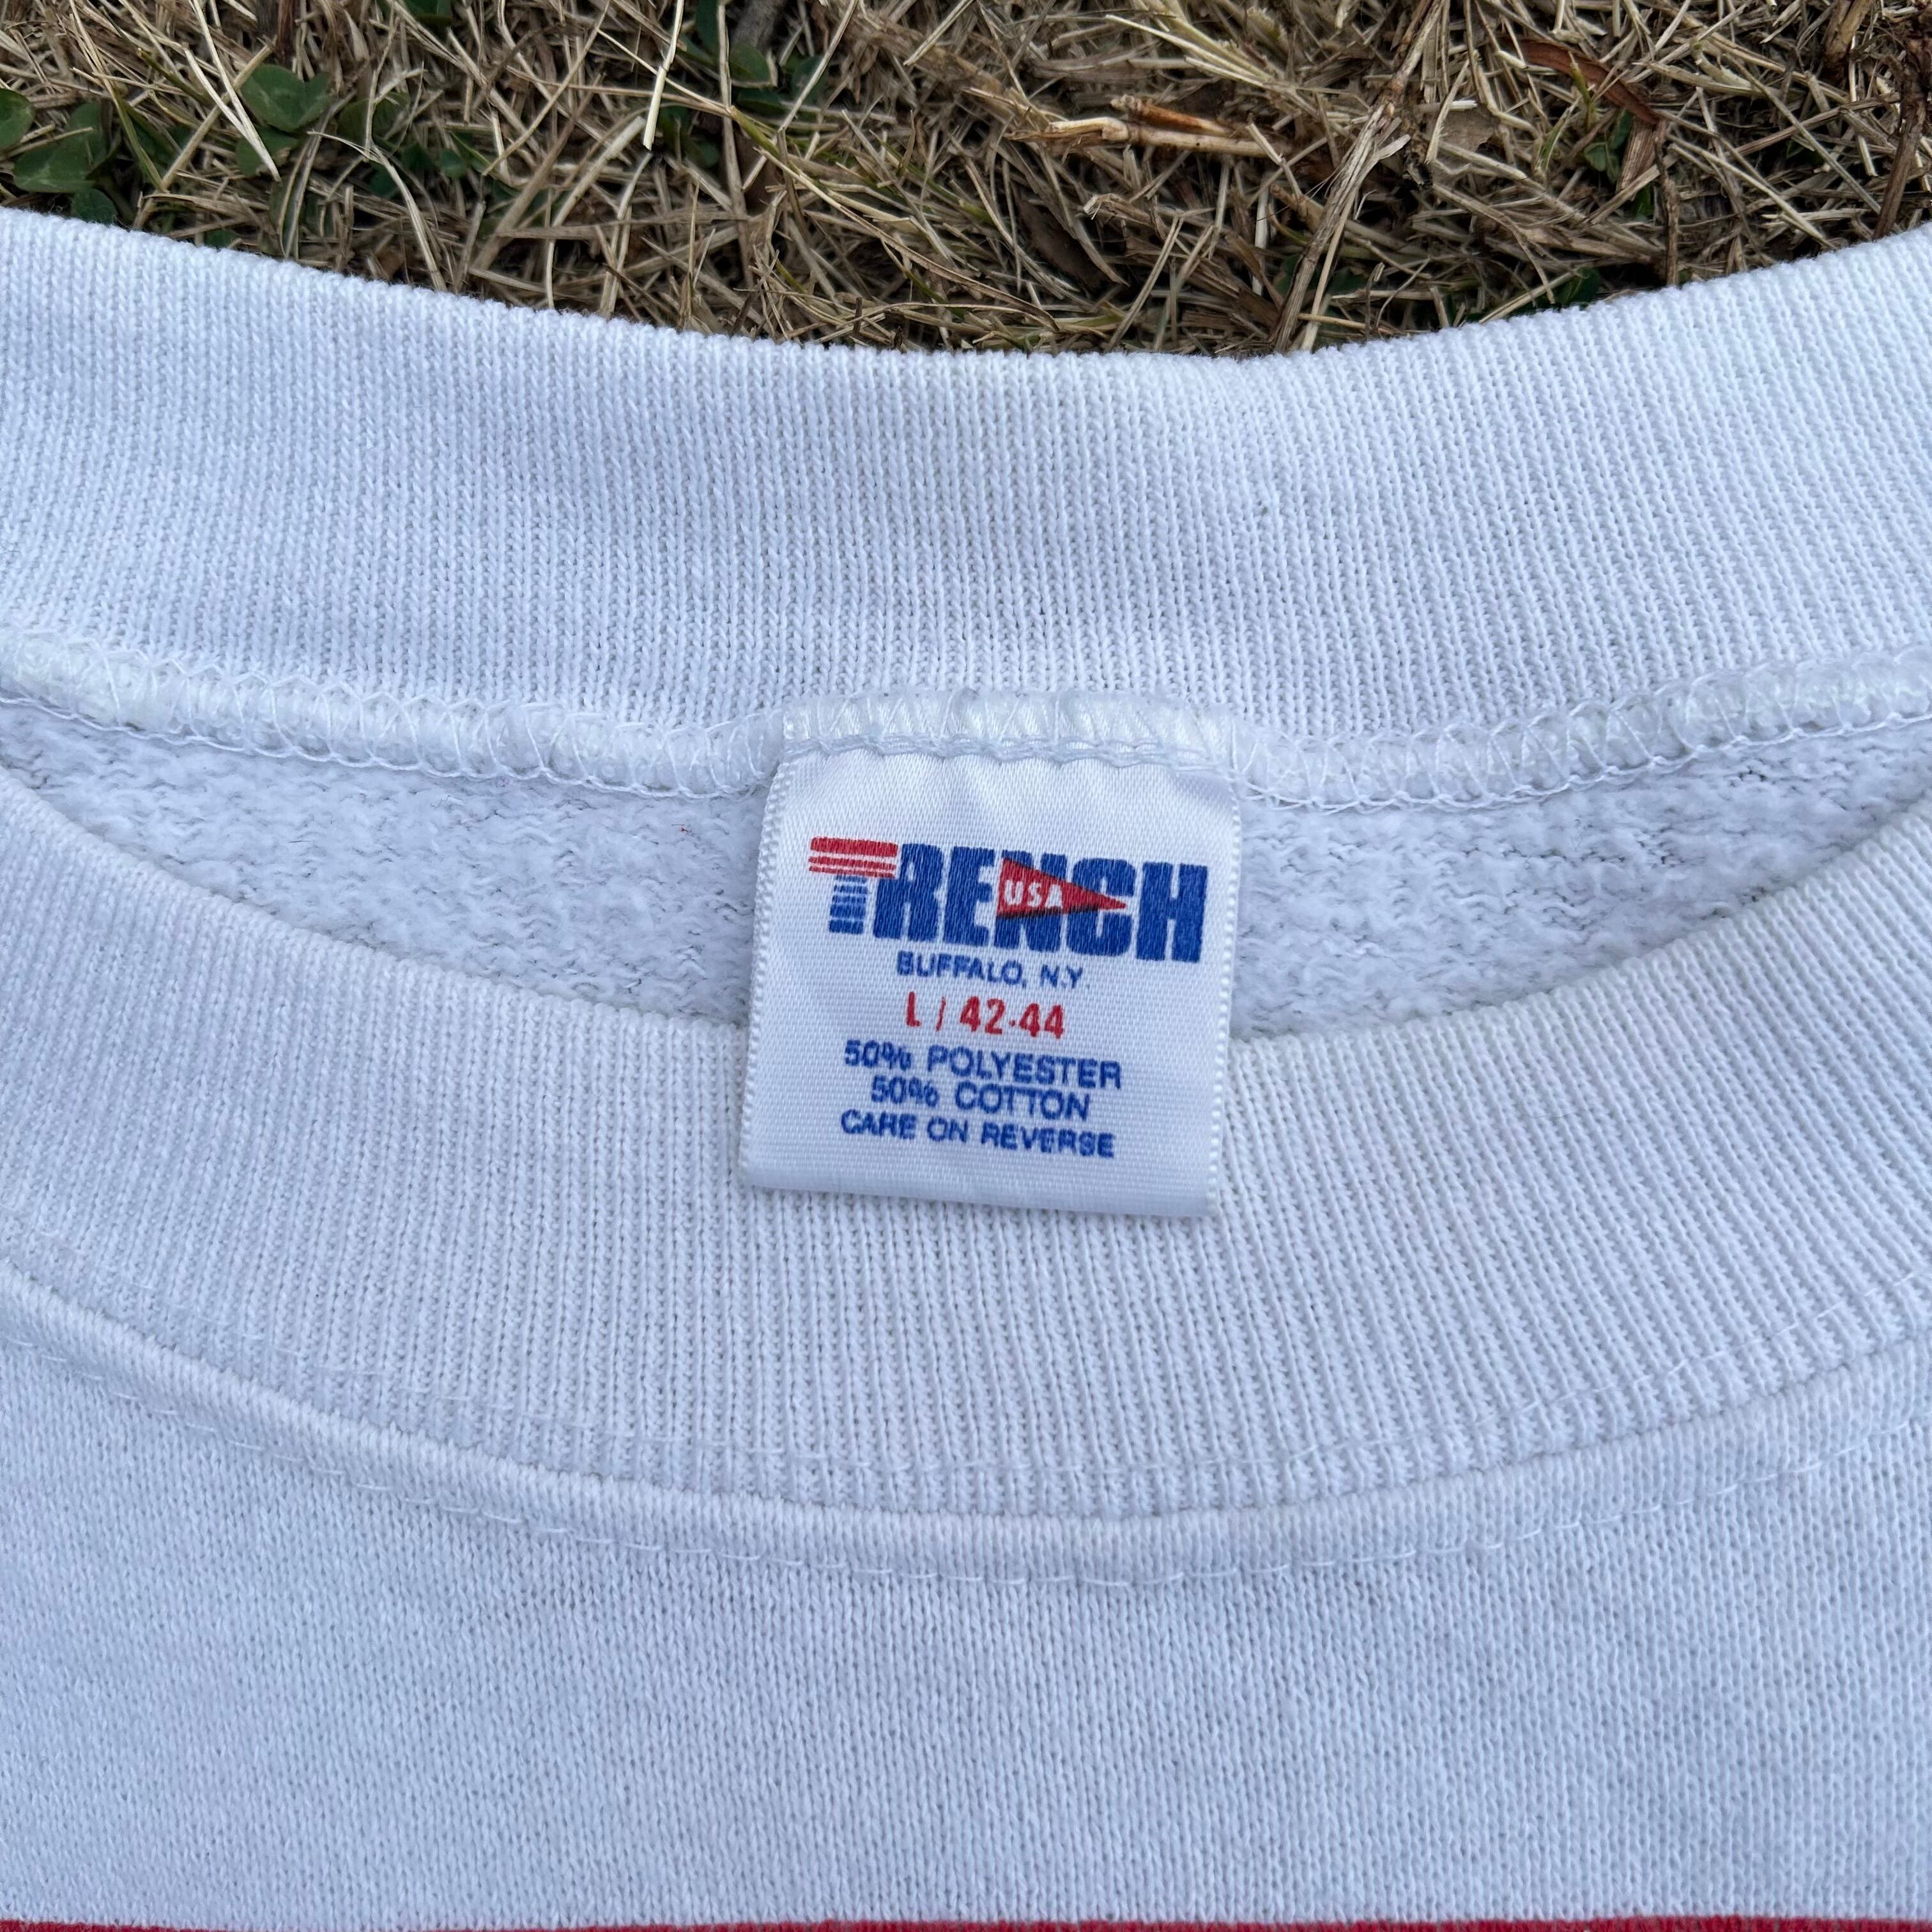 TRENCH
USA
BUFFALO, N.Y.
L / 42-44
50% POLYESTER
50% COTTON
CARE ON REVERSE